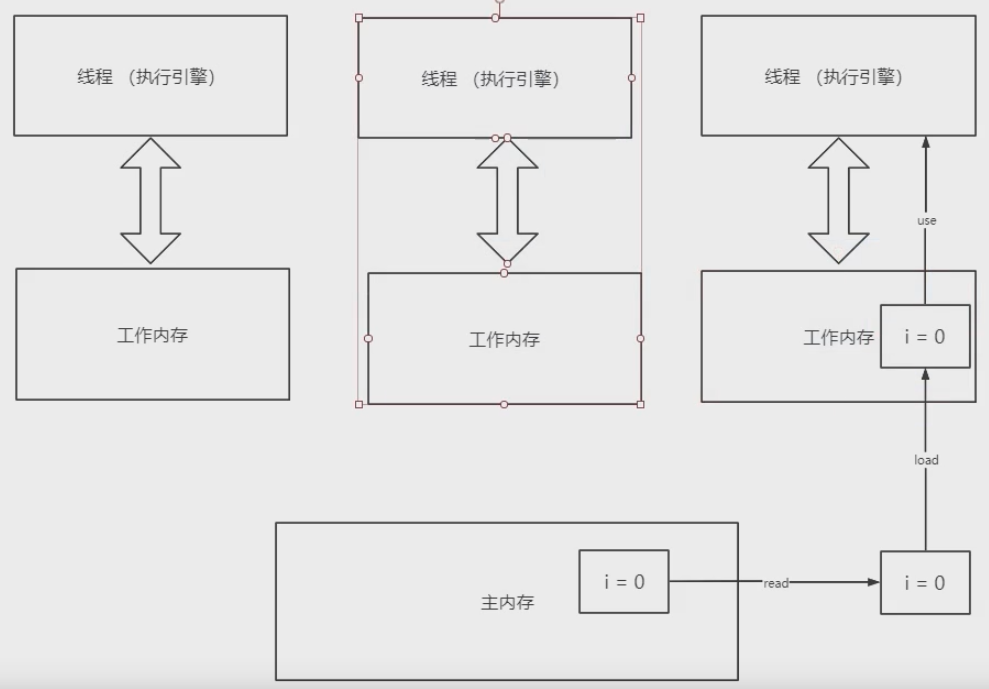 线程 （执行引擎）
线程 （执行引擎）
线程 （执行引擎）
use
工作内存
工作内存
工作内存
i = 0
load
主内存
i = 0
read
i = 0